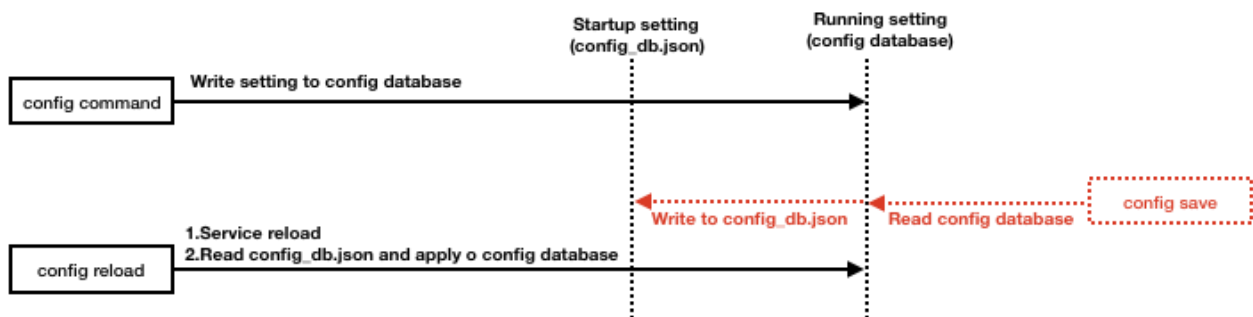 Startup setting
(config_db.json)
Running setting
(config database)
config command
Write setting to config database
config save
Write to config_db.json
Read config database
config reload
1.Service reload
2.Read config_db.json and apply o config database